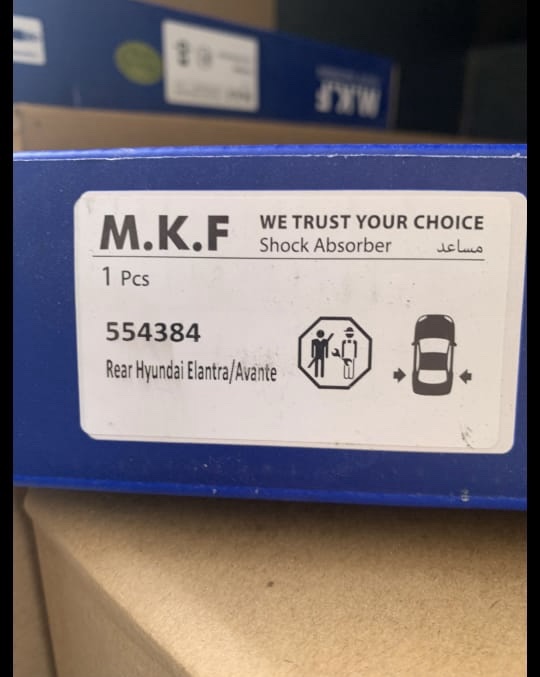 M.K.F
M.K.F
WE TRUST YOUR CHOICE
Shock Absorber
مساعد
1 Pcs
554384
Rear Hyundai Elantra/Avante